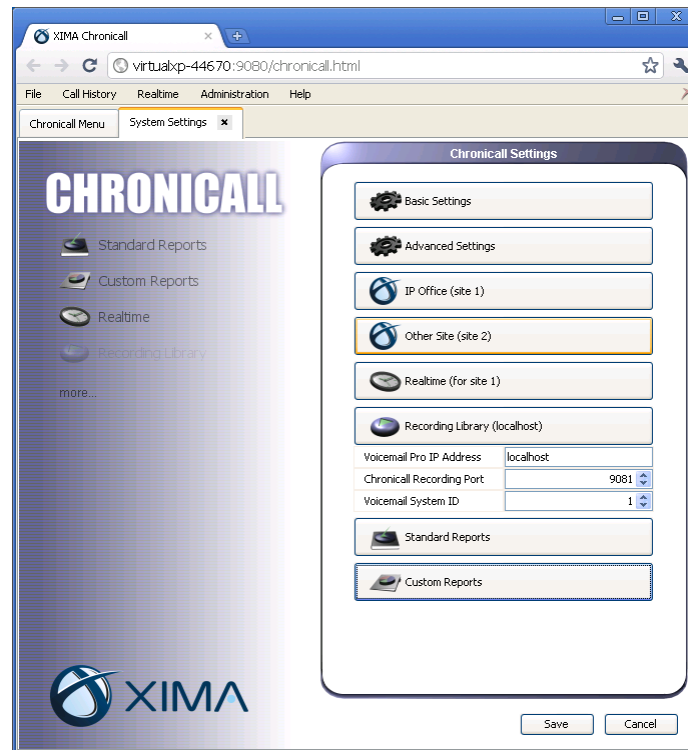 XIMA Chronicall
virtualxp-44670:9080/chronicall.html
File Call History Realtime Administration Help
Chronicall Menu System Settings
CHRONICALL
Standard Reports
Custom Reports
Realtime
Recording Library
more...
XIMA
Chronicall Settings
Basic Settings
Advanced Settings
IP Office (site 1)
Other Site (site 2)
Realtime (for site 1)
Recording Library (localhost)
Voicemail Pro IP Address localhost
Chronicall Recording Port 9081
Voicemail System ID 1
Standard Reports
Custom Reports
Save Cancel